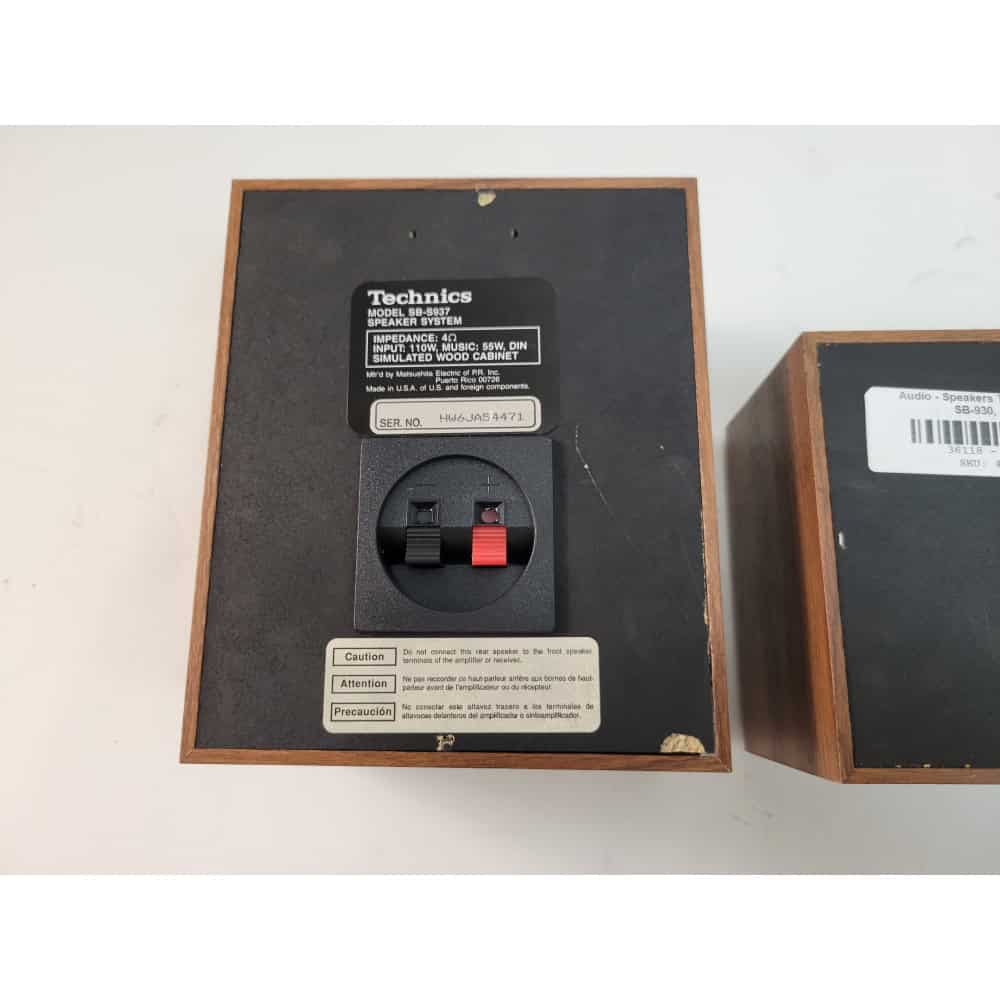 Technics
MODEL SB-S937
SPEAKER SYSTEM
IMPEDANCE: 4Ω
INPUT: 110W, MUSIC: 55W, DIN
SIMULATED WOOD CABINET
Mfr'd by Matsushita Electric of P.R. Inc.
Puerto Rico 00726
Made in U.S.A. of U.S. and foreign components.
SER. NO. HW6JA54471
− +
Caution Do not connect this rear speaker to the front speaker
terminals of the amplifier or receiver.
Attention Ne pas raccorder ce haut-parleur arrière aux bornes de haut-
parleur avant de l'amplificateur ou du récepteur.
Precaución No conectar este altavoz trasero a los terminales de
altavoces delanteros del amplificador o sintoamplificador.
Audio - Speakers
SB-930,
36118 -
SKU: